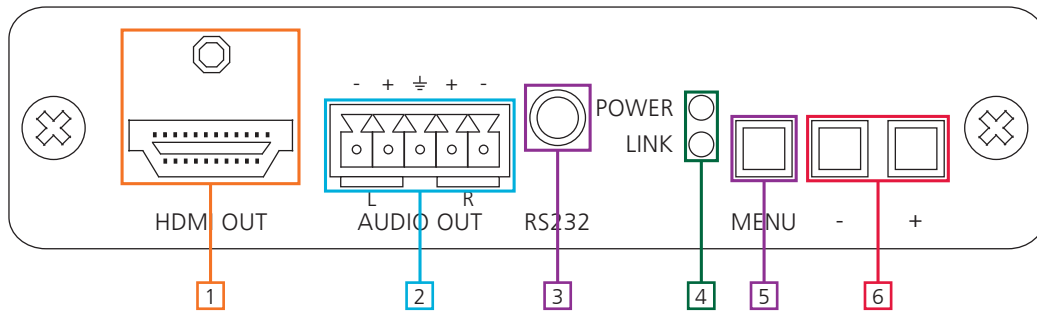 - + ⏚ + -
POWER
LINK
L R
HDMI OUT AUDIO OUT RS232 MENU - +
1 2 3 4 5 6